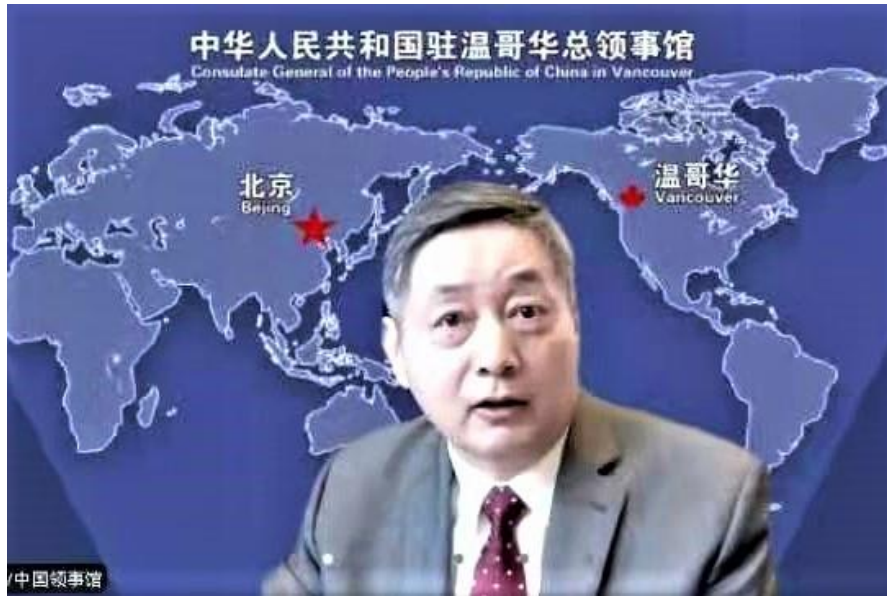 中华人民共和国驻温哥华总领事馆
Consulate General of the People's Republic of China in Vancouver
北京
Bejing
温哥华
Vancouver
/中国领事馆